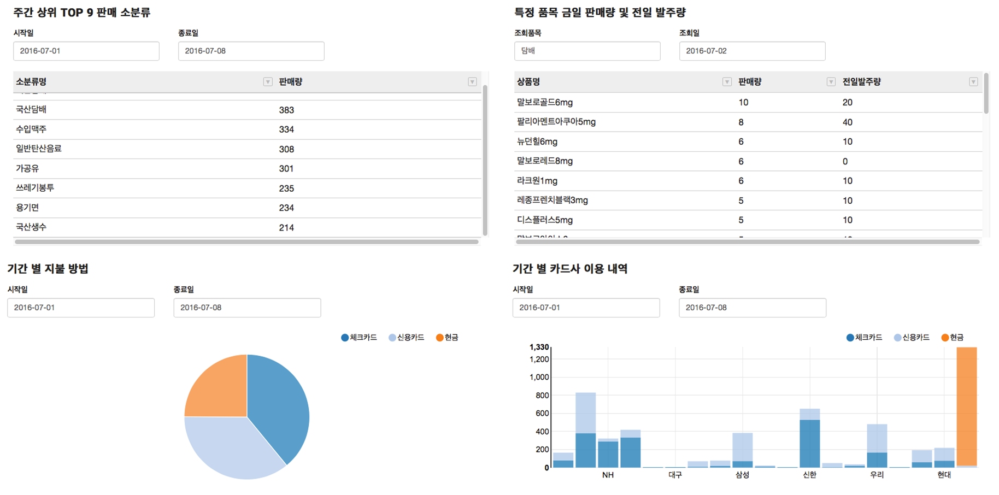 주간 상위 TOP 9 판매 소분류
시작일
종료일
2016-07-01
2016-07-08
소분류명
판매량
국산담배
383
수입맥주
334
일반탄산음료
308
가공유
301
쓰레기봉투
235
용기면
234
국산생수
214
특정 품목 금일 판매량 및 전일 발주량
조회품목
조회일
담배
2016-07-02
상품명
판매량
전일발주량
말보로골드6mg
10
20
팔리아멘트아쿠아5mg
8
40
뉴던힐6mg
6
10
말보로레드8mg
6
0
라크원1mg
6
10
레종프렌치블랙3mg
5
10
디스플러스5mg
5
10
기간 별 지불 방법
시작일
종료일
2016-07-01
2016-07-08
체크카드
신용카드
현금
기간 별 카드사 이용 내역
시작일
종료일
2016-07-01
2016-07-08
체크카드
신용카드
현금
1,330
1,200
1,000
800
600
400
200
0
NH
대구
삼성
신한
우리
현대